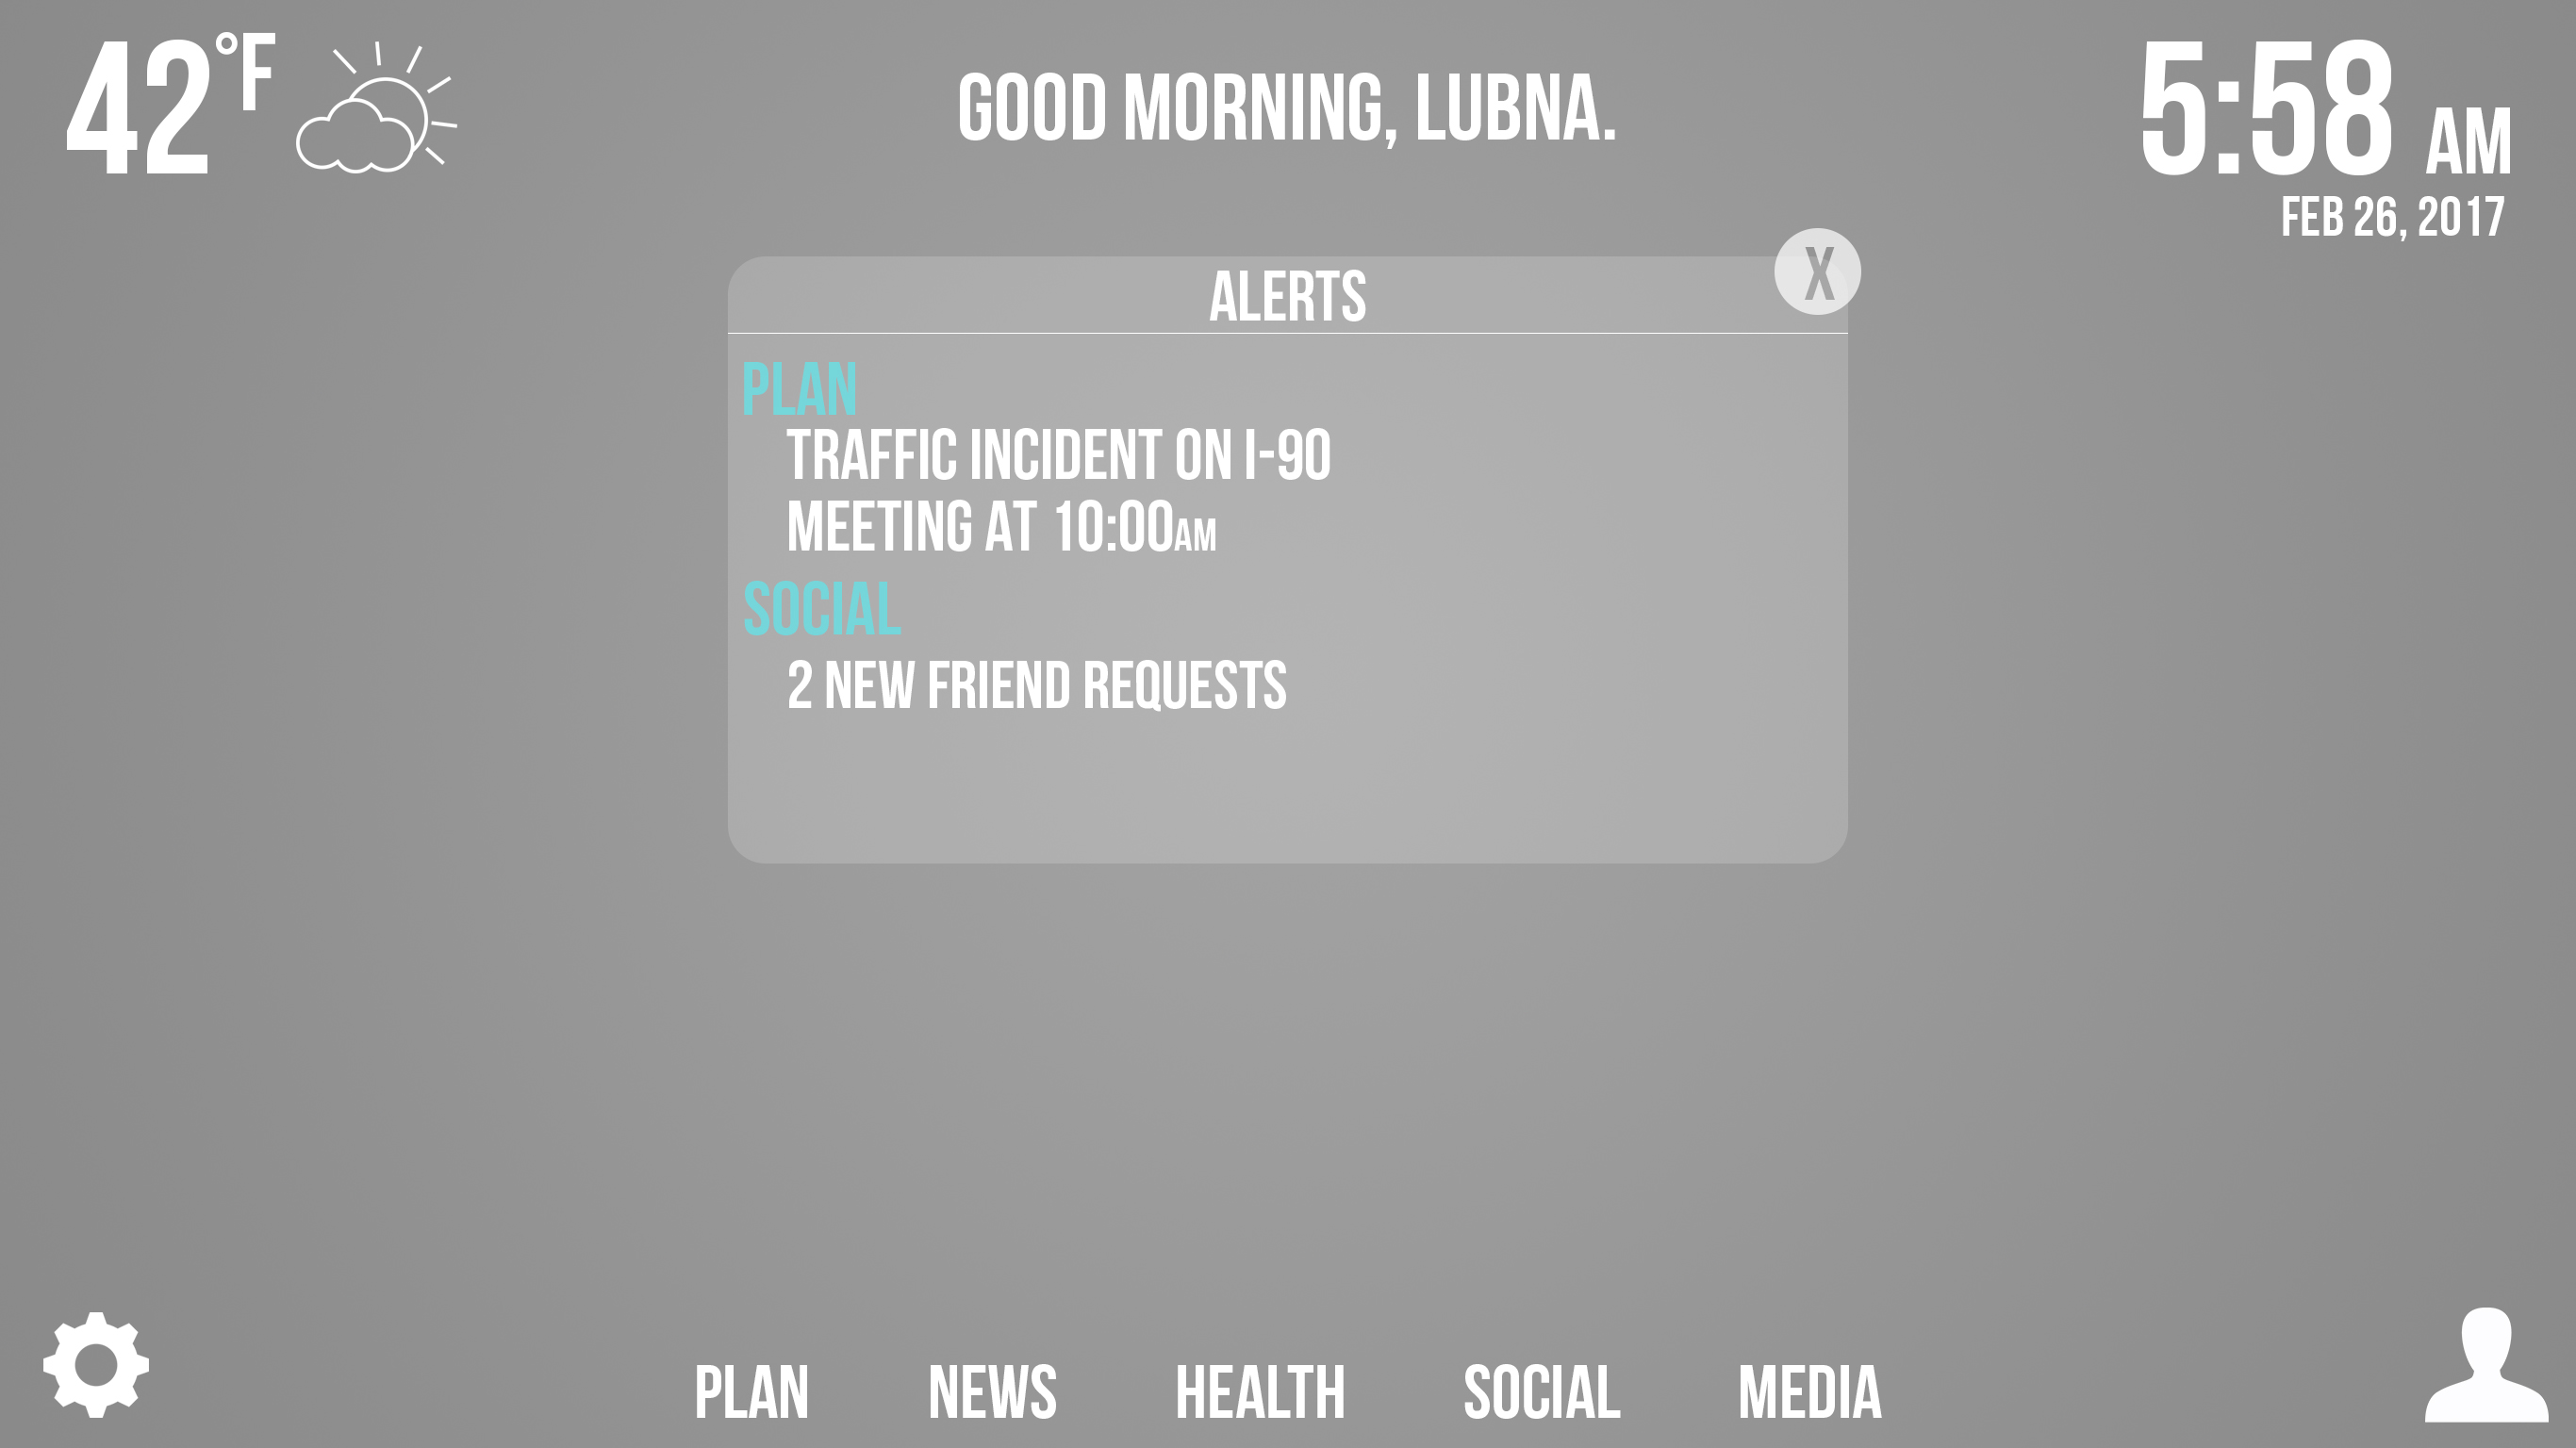 42°F
GOOD MORNING, LUBNA.
5:58 AM
FEB 26, 2017
ALERTS
X
PLAN
TRAFFIC INCIDENT ON I-90
MEETING AT 10:00AM
SOCIAL
2 NEW FRIEND REQUESTS
PLAN NEWS HEALTH SOCIAL MEDIA